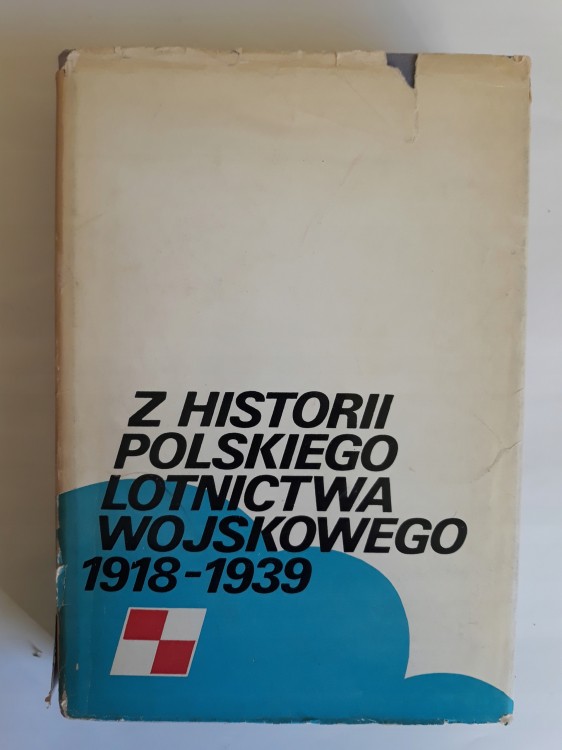 Z HISTORII
POLSKIEGO
LOTNICTWA
WOJSKOWEGO
1918-1939